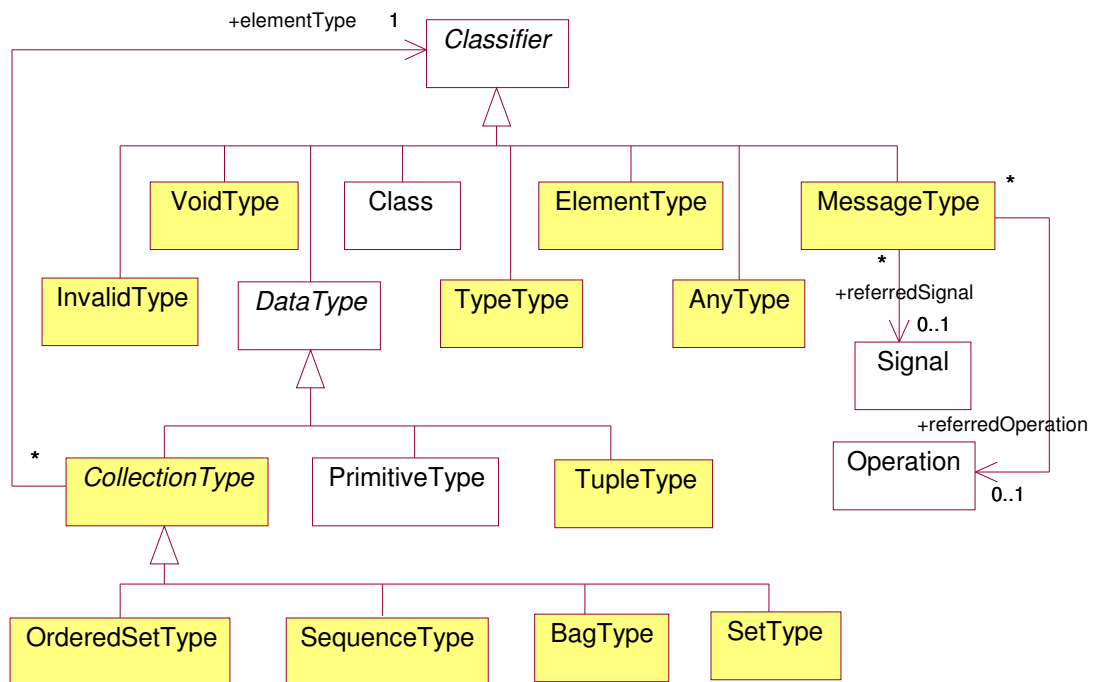 +elementType 1
Classifier
VoidType
Class
ElementType
MessageType
*
*
InvalidType
DataType
TypeType
AnyType
+referredSignal
0..1
Signal
+referredOperation
*
CollectionType
PrimitiveType
TupleType
Operation
0..1
OrderedSetType
SequenceType
BagType
SetType